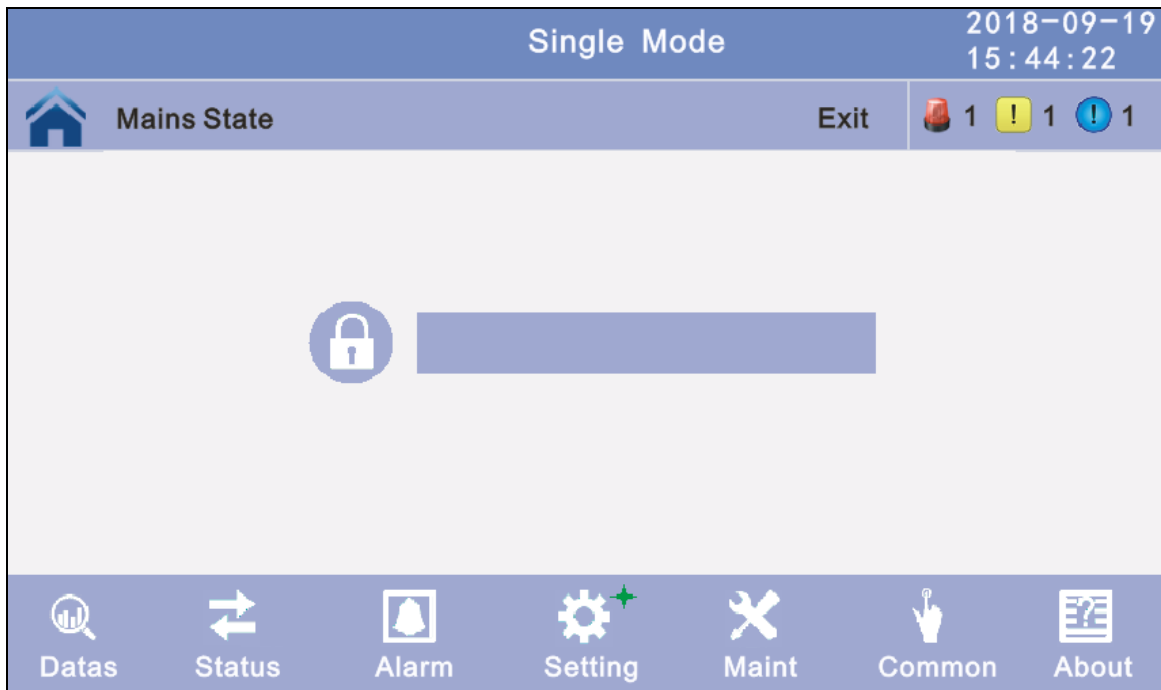 Single Mode
2018-09-19
15:44:22
Mains State
Exit
1
! 1
! 1
Datas
Status
Alarm
Setting
Maint
Common
?
About